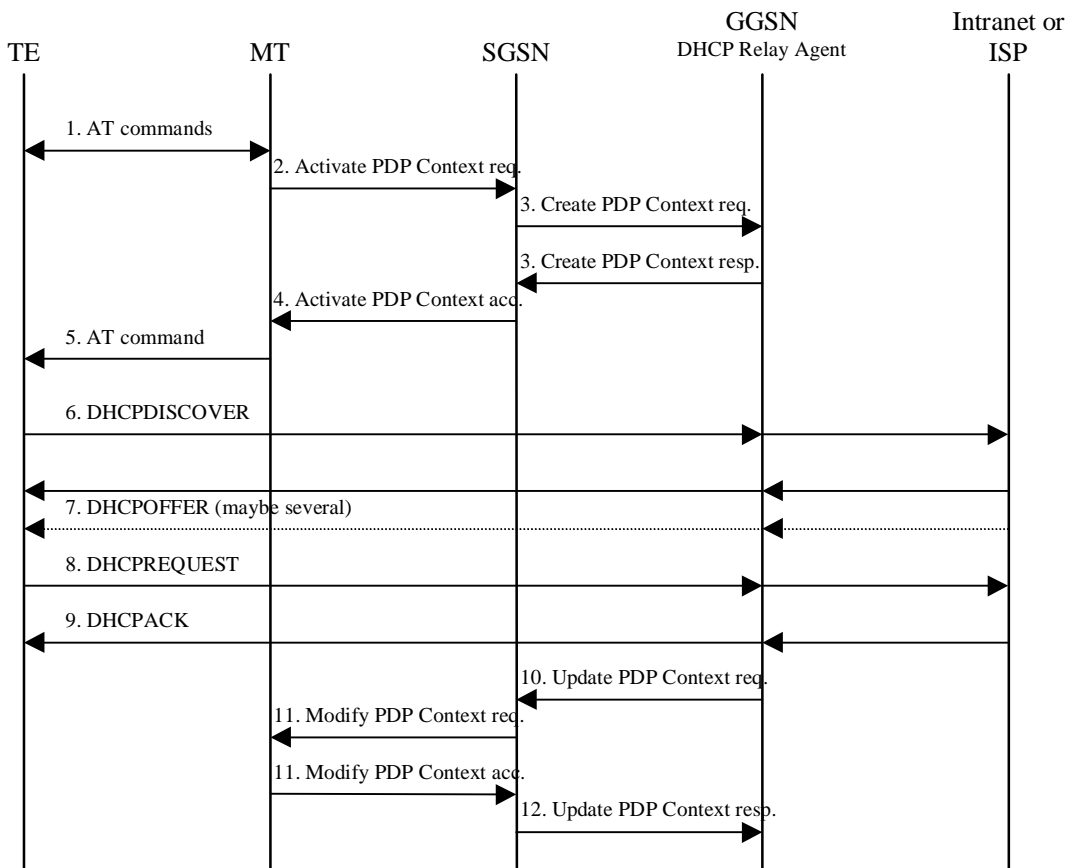 GGSN
Intranet or
TE
MT
SGSN
DHCP Relay Agent
ISP
1. AT commands
2. Activate PDP Context req.
3. Create PDP Context req.
3. Create PDP Context resp.
4. Activate PDP Context acc.
5. AT command
6. DHCPDISCOVER
7. DHCPOFFER (maybe several)
8. DHCPREQUEST
9. DHCPACK
10. Update PDP Context req.
11. Modify PDP Context req.
11. Modify PDP Context acc.
12. Update PDP Context resp.